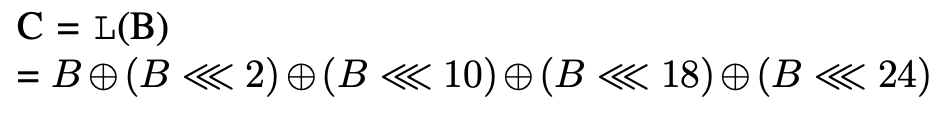 C = L(B)
= B ⊕ (B ⋘ 2) ⊕ (B ⋘ 10) ⊕ (B ⋘ 18) ⊕ (B ⋘ 24)